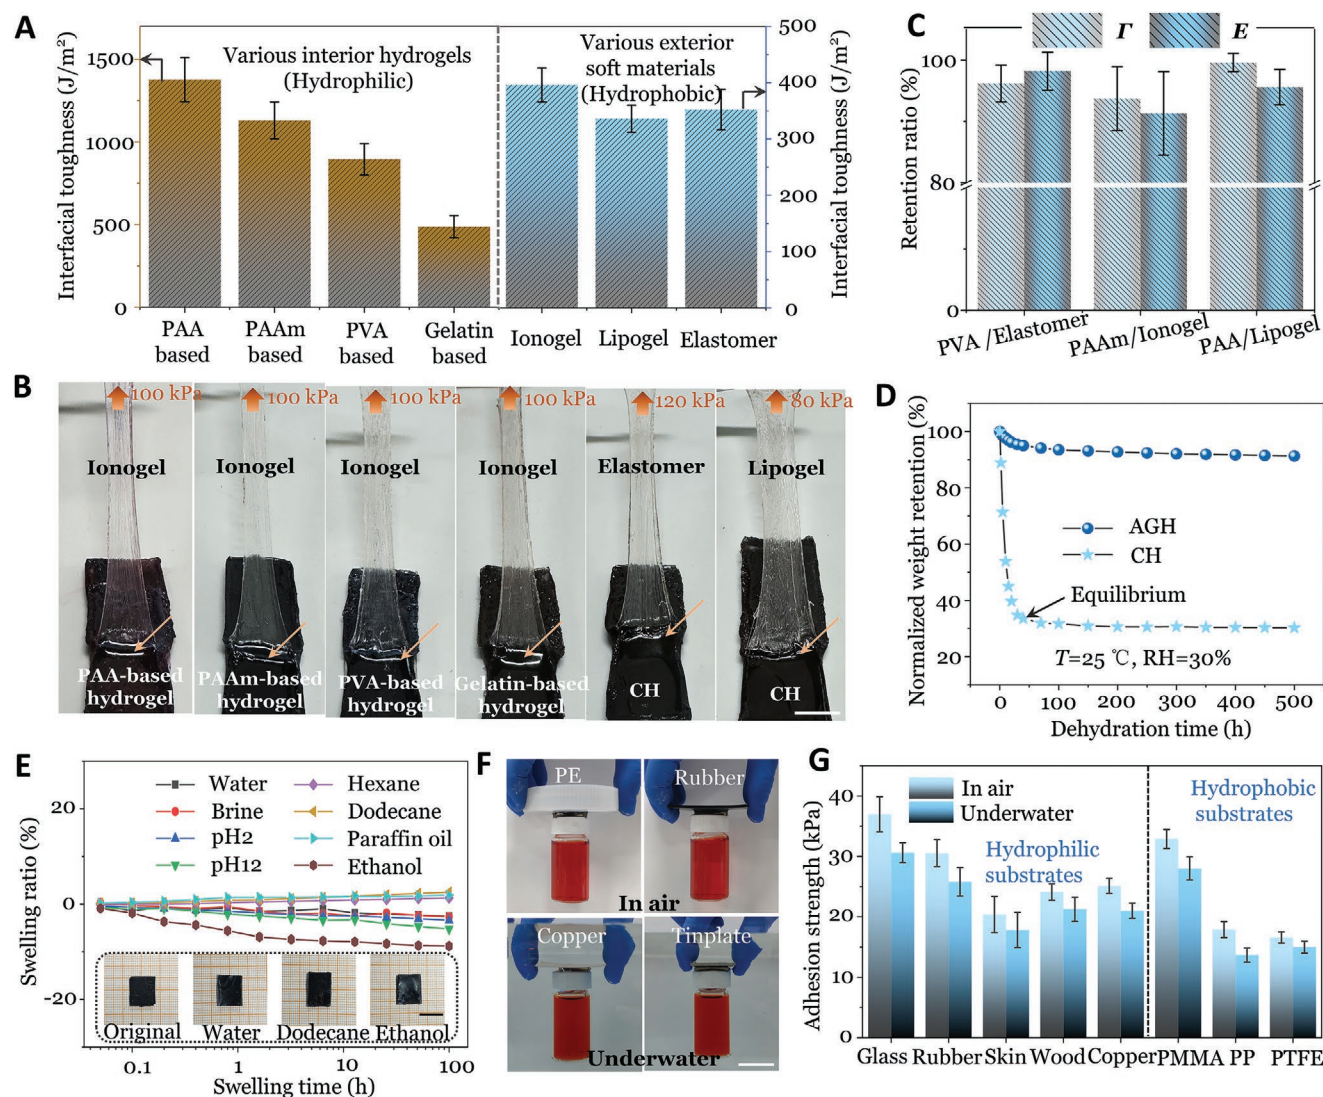 A
Interfacial toughness (J/m²)
1500
1000
500
0
Various interior hydrogels
(Hydrophilic)
Various exterior
soft materials
(Hydrophobic)
500
400
300
200
100
0
Interfacial toughness (J/m²)
PAA
based
PAAm
based
PVA
based
Gelatin
based
Ionogel
Lipogel
Elastomer
B
100 kPa
100 kPa
100 kPa
100 kPa
120 kPa
80 kPa
Ionogel
Ionogel
Ionogel
Ionogel
Elastomer
Lipogel
PAA-based
hydrogel
PAAm-based
hydrogel
PVA-based
hydrogel
Gelatin-based
hydrogel
CH
CH
C
Γ
E
Retention ratio (%)
100
80
0
PVA /Elastomer
PAAm/Ionogel
PAA/Lipogel
D
Normalized weight retention (%)
100
80
60
40
20
AGH
CH
Equilibrium
T=25 ℃, RH=30%
0
100
200
300
400
500
Dehydration time (h)
E
Swelling ratio (%)
20
0
-20
Water
Brine
pH2
pH12
Hexane
Dodecane
Paraffin oil
Ethanol
Original
Water
Dodecane
Ethanol
0.1
1
10
100
Swelling time (h)
F
PE
Rubber
In air
Copper
Tinplate
Underwater
G
Adhesion strength (kPa)
40
30
20
10
0
In air
Underwater
Hydrophilic
substrates
Hydrophobic
substrates
Glass
Rubber
Skin
Wood
Copper
PMMA
PP
PTFE